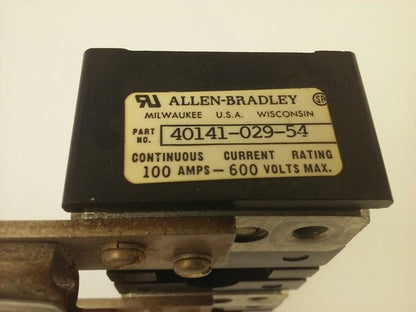 ALLEN-BRADLEY
MILWAUKEE U.S.A. WISCONSIN
PART NO. 40141-029-54
CONTINUOUS CURRENT RATING
100 AMPS — 600 VOLTS MAX.